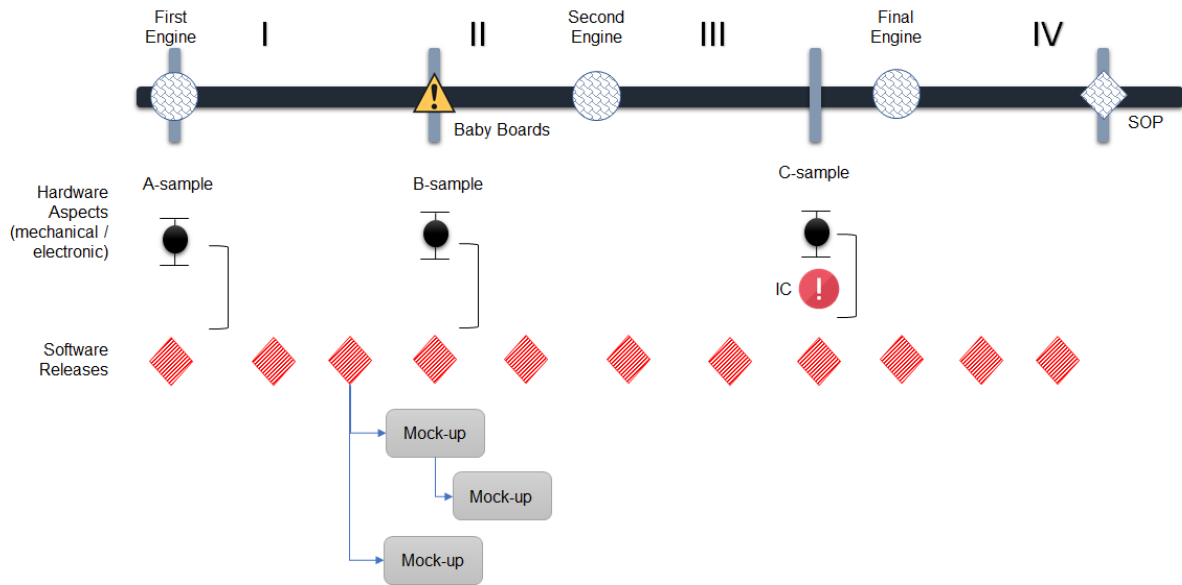 First
Engine
I
II
Second
Engine
III
Final
Engine
IV
Baby Boards
SOP
Hardware
Aspects
(mechanical /
electronic)
A-sample
B-sample
C-sample
IC
Software
Releases
Mock-up
Mock-up
Mock-up